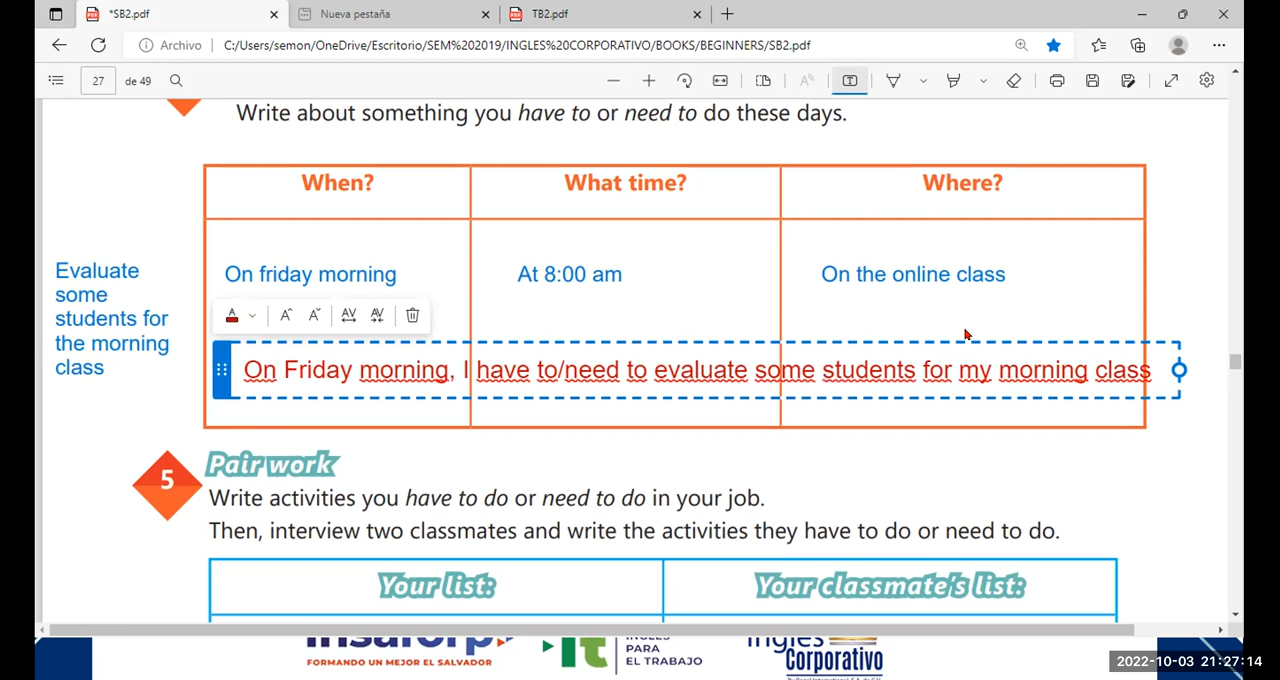 *SB2.pdf
Nueva pestaña
TB2.pdf
Archivo
C:/Users/semon/OneDrive/Escritorio/SEM%202019/INGLES%20CORPORATIVO/BOOKS/BEGINNERS/SB2.pdf
27 de 49
Write about something you have to or need to do these days.
When? What time? Where?
Evaluate
some
students for
the morning
class
On friday morning
At 8:00 am
On the online class
On Friday morning, I have to/need to evaluate some students for my morning class
5
Pair work
Write activities you have to do or need to do in your job.
Then, interview two classmates and write the activities they have to do or need to do.
Your list: Your classmate's list:
insaforp
FORMANDO UN MEJOR EL SALVADOR
it
INGLÉS
PARA
EL TRABAJO
Inglés
Corporativo
2022-10-03 21:27:14